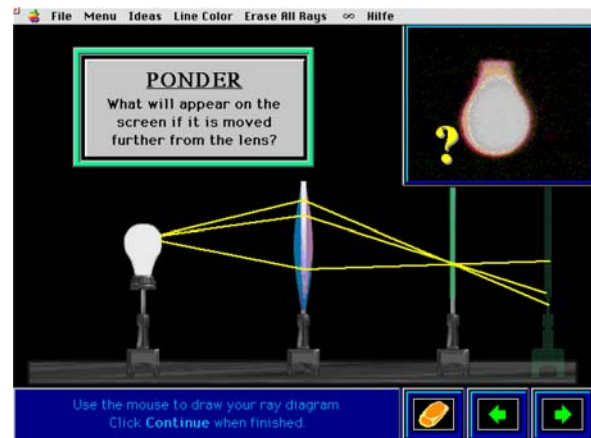 File Menu Ideas Line Color Erase All Rays ∞ Hilfe
PONDER
What will appear on the
screen if it is moved
further from the lens?
?
Use the mouse to draw your ray diagram.
Click Continue when finished.